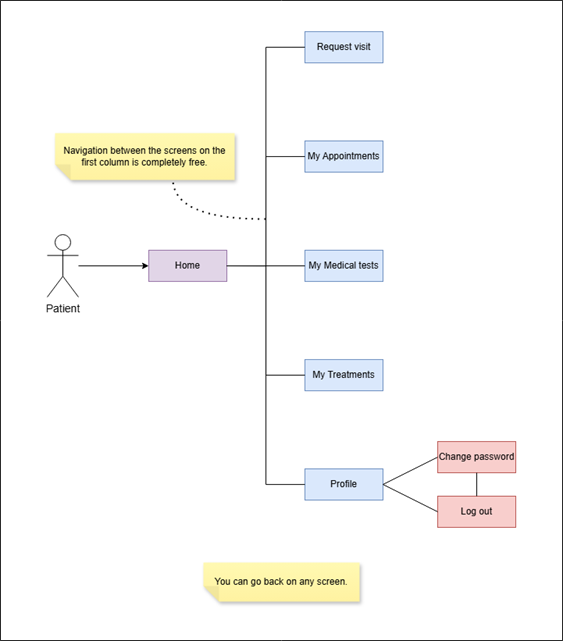 Request visit
Navigation between the screens on the
first column is completely free.
My Appointments
Home
My Medical tests
Patient
My Treatments
Change password
Profile
Log out
You can go back on any screen.